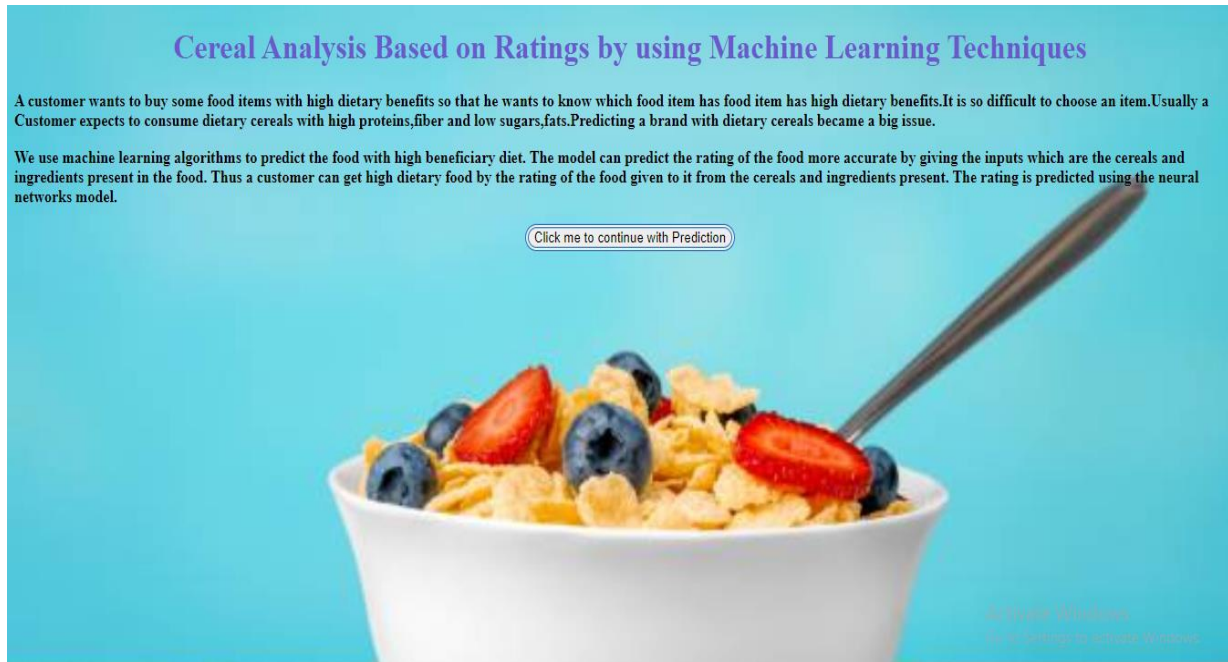 Cereal Analysis Based on Ratings by using Machine Learning Techniques
A customer wants to buy some food items with high dietary benefits so that he wants to know which food item has food item has high dietary benefits.It is so difficult to choose an item.Usually a
Customer expects to consume dietary cereals with high proteins,fiber and low sugars,fats.Predicting a brand with dietary cereals became a big issue.
We use machine learning algorithms to predict the food with high beneficiary diet. The model can predict the rating of the food more accurate by giving the inputs which are the cereals and
ingredients present in the food. Thus a customer can get high dietary food by the rating of the food given to it from the cereals and ingredients present. The rating is predicted using the neural
networks model.
Click me to continue with Prediction
Activate Windows
Go to Settings to activate Windows.